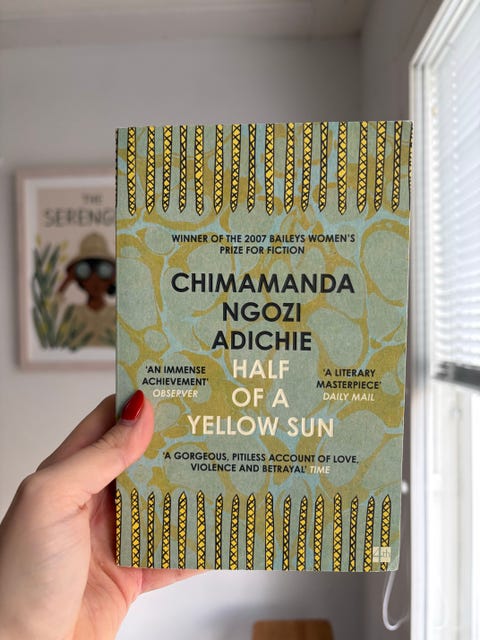 THE
WINNER OF THE 2007 BAILEYS WOMEN'S
PRIZE FOR FICTION
CHIMAMANDA
NGOZI
ADICHIE
HALF
OF A
YELLOW SUN
'AN IMMENSE
ACHIEVEMENT'
OBSERVER
'A LITERARY
MASTERPIECE'
DAILY MAIL
'A GORGEOUS, PITILESS ACCOUNT OF LOVE,
VIOLENCE AND BETRAYAL' TIME
4th